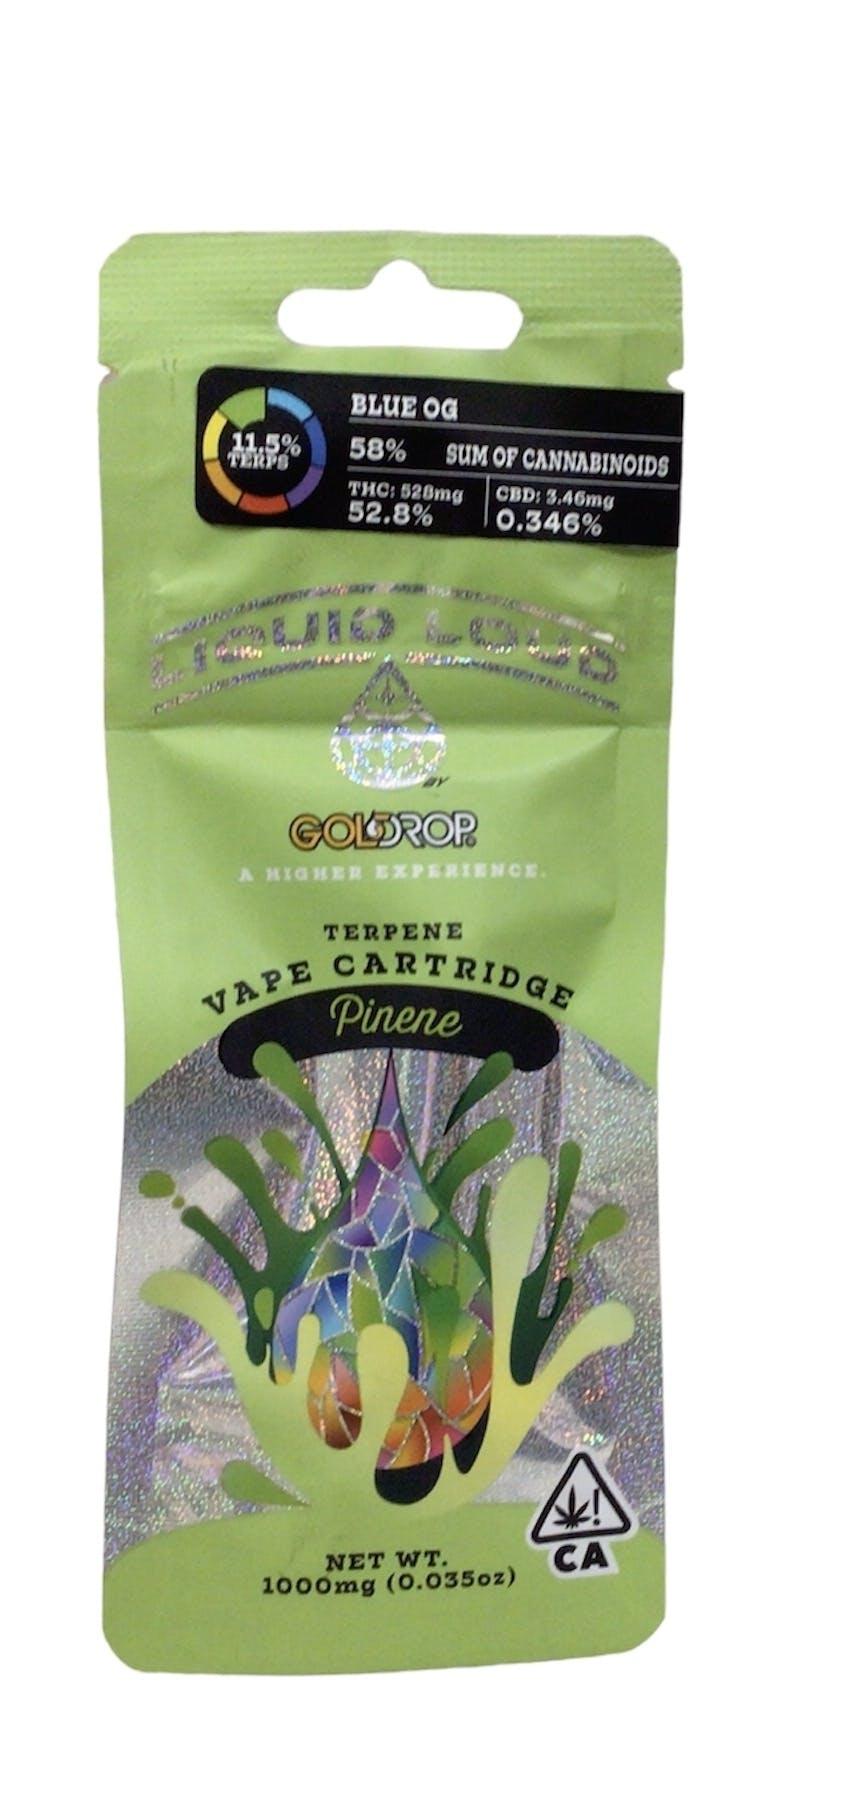 BLUE OG
11.5%
TERPS
58% SUM OF CANNABINOIDS
THC: 528mg
52.8%
CBD: 3.46mg
0.346%
LIQUID LOUD
BY
GOLDROP
A HIGHER EXPERIENCE.
TERPENE
VAPE CARTRIDGE
Pinene
!
CA
NET WT.
1000mg (0.035oz)